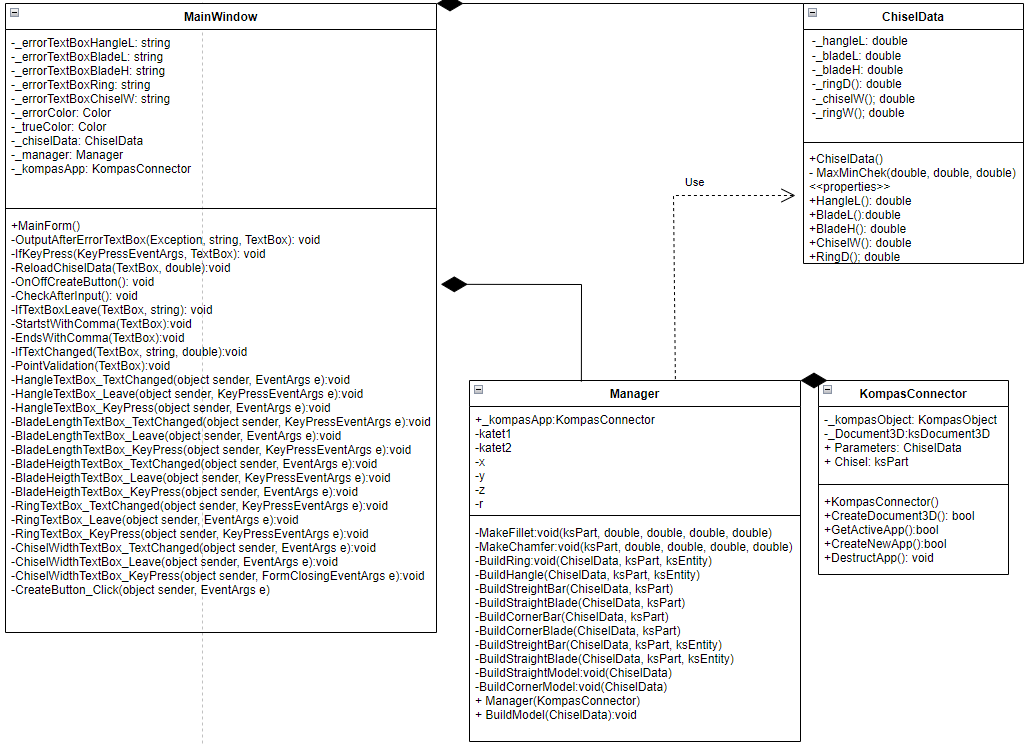 MainWindow
-_errorTextBoxHangleL: string
-_errorTextBoxBladeL: string
-_errorTextBoxBladeH: string
-_errorTextBoxRing: string
-_errorTextBoxChiselW: string
-_errorColor: Color
-_trueColor: Color
-_chiselData: ChiselData
-_manager: Manager
-_kompasApp: KompasConnector
+MainForm()
-OutputAfterErrorTextBox(Exception, string, TextBox): void
-IfKeyPress(KeyPressEventArgs, TextBox): void
-ReloadChiselData(TextBox, double):void
-OnOffCreateButton(): void
-CheckAfterInput(): void
-IfTextBoxLeave(TextBox, string): void
-StartstWithComma(TextBox):void
-EndsWithComma(TextBox):void
-IfTextChanged(TextBox, string, double):void
-PointValidation(TextBox):void
-HangleTextBox_TextChanged(object sender, EventArgs e):void
-HangleTextBox_Leave(object sender, KeyPressEventArgs e):void
-HangleTextBox_KeyPress(object sender, EventArgs e):void
-BladeLengthTextBox_TextChanged(object sender, KeyPressEventArgs e):void
-BladeLengthTextBox_Leave(object sender, EventArgs e):void
-BladeLengthTextBox_KeyPress(object sender, KeyPressEventArgs e):void
-BladeHeigthTextBox_TextChanged(object sender, EventArgs e):void
-BladeHeigthTextBox_Leave(object sender, KeyPressEventArgs e):void
-BladeHeigthTextBox_KeyPress(object sender, EventArgs e):void
-RingTextBox_TextChanged(object sender, KeyPressEventArgs e):void
-RingTextBox_Leave(object sender, EventArgs e):void
-RingTextBox_KeyPress(object sender, KeyPressEventArgs e):void
-ChiselWidthTextBox_TextChanged(object sender, EventArgs e):void
-ChiselWidthTextBox_Leave(object sender, EventArgs e):void
-ChiselWidthTextBox_KeyPress(object sender, FormClosingEventArgs e):void
-CreateButton_Click(object sender, EventArgs e)
ChiselData
-_hangleL: double
-_bladeL: double
-_bladeH: double
-_ringD(): double
-_chiselW(); double
-_ringW(); double
+ChiselData()
- MaxMinChek(double, double, double)
<<properties>>
+HangleL(): double
+BladeL():double
+BladeH(): double
+ChiselW(): double
+RingD(); double
Use
Manager
+_kompasApp:KompasConnector
-katet1
-katet2
-x
-y
-z
-r
-MakeFillet:void(ksPart, double, double, double, double)
-MakeChamfer:void(ksPart, double, double, double, double)
-BuildRing:void(ChiselData, ksPart, ksEntity)
-BuildHangle(ChiselData, ksPart, ksEntity)
-BuildStreightBar(ChiselData, ksPart)
-BuildStraightBlade(ChiselData, ksPart)
-BuildCornerBar(ChiselData, ksPart)
-BuildCornerBlade(ChiselData, ksPart)
-BuildStreightBar(ChiselData, ksPart, ksEntity)
-BuildStraightBlade(ChiselData, ksPart, ksEntity)
-BuildStraightModel:void(ChiselData)
-BuildCornerModel:void(ChiselData)
+ Manager(KompasConnector)
+ BuildModel(ChiselData):void
KompasConnector
-_kompasObject: KompasObject
-_Document3D:ksDocument3D
+ Parameters: ChiselData
+ Chisel: ksPart
+KompasConnector()
+CreateDocument3D(): bool
+GetActiveApp():bool
+CreateNewApp():bool
+DestructApp(): void